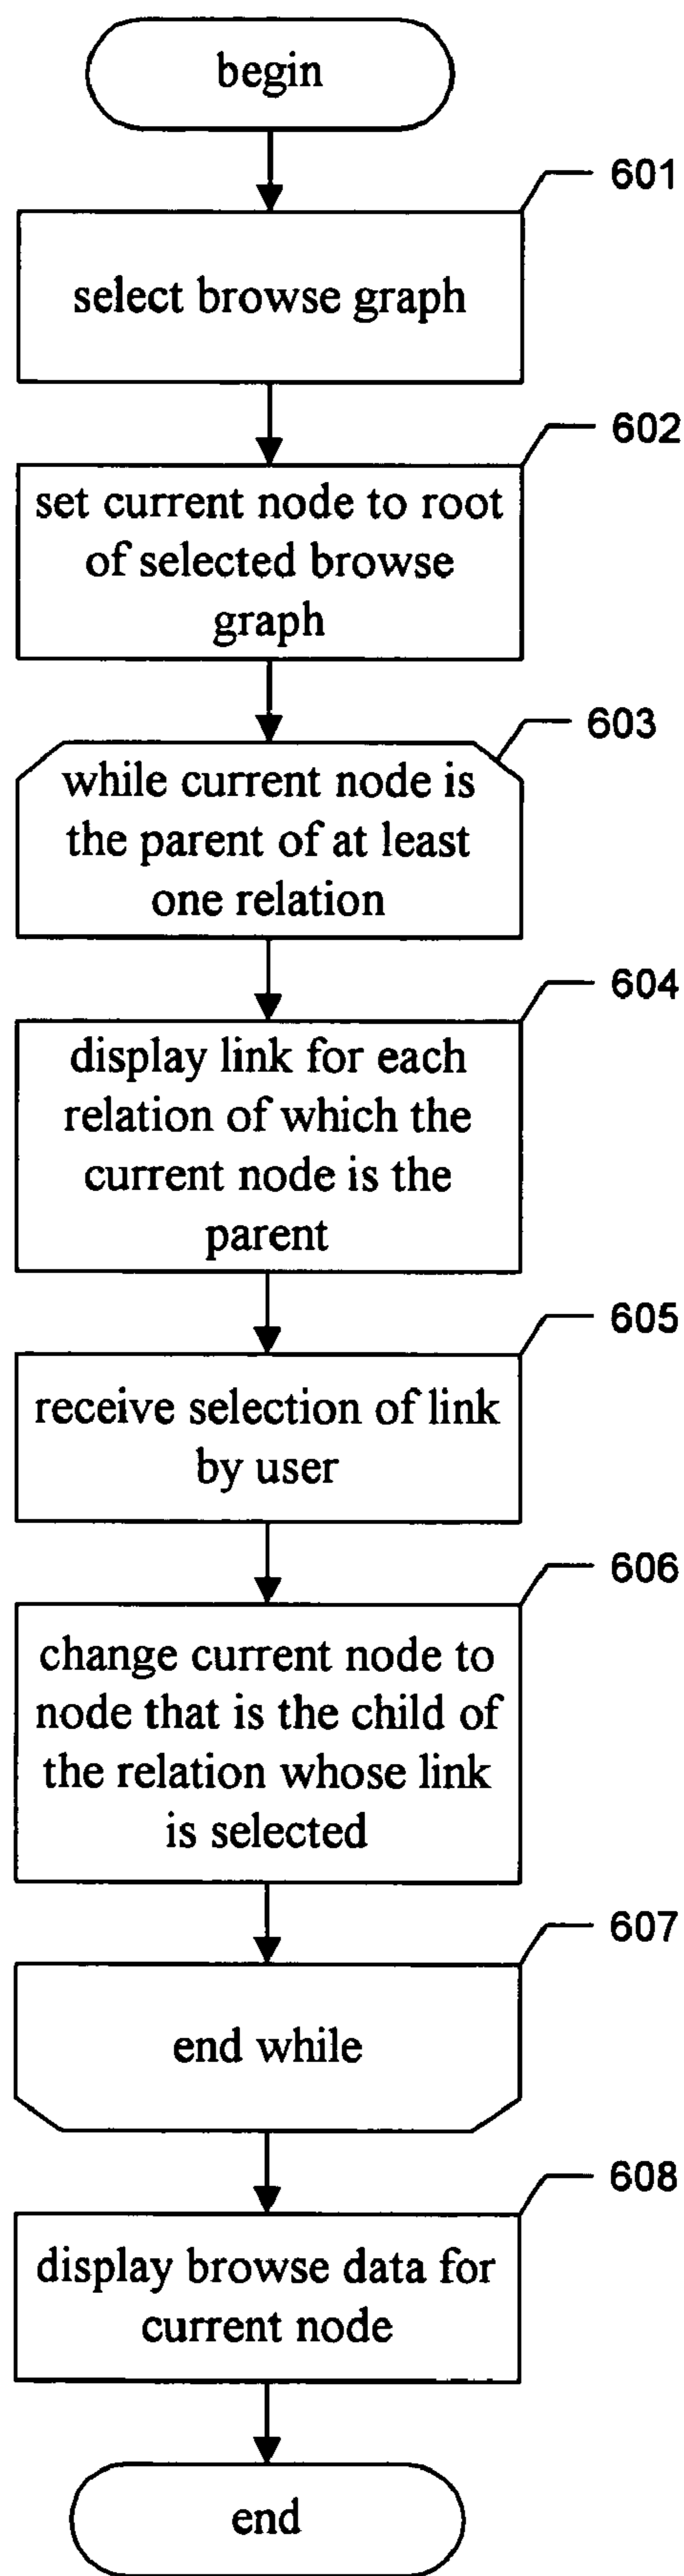 begin
601
select browse graph
602
set current node to root
of selected browse
graph
603
while current node is
the parent of at least
one relation
604
display link for each
relation of which the
current node is the
parent
605
receive selection of link
by user
606
change current node to
node that is the child of
the relation whose link
is selected
607
end while
608
display browse data for
current node
end